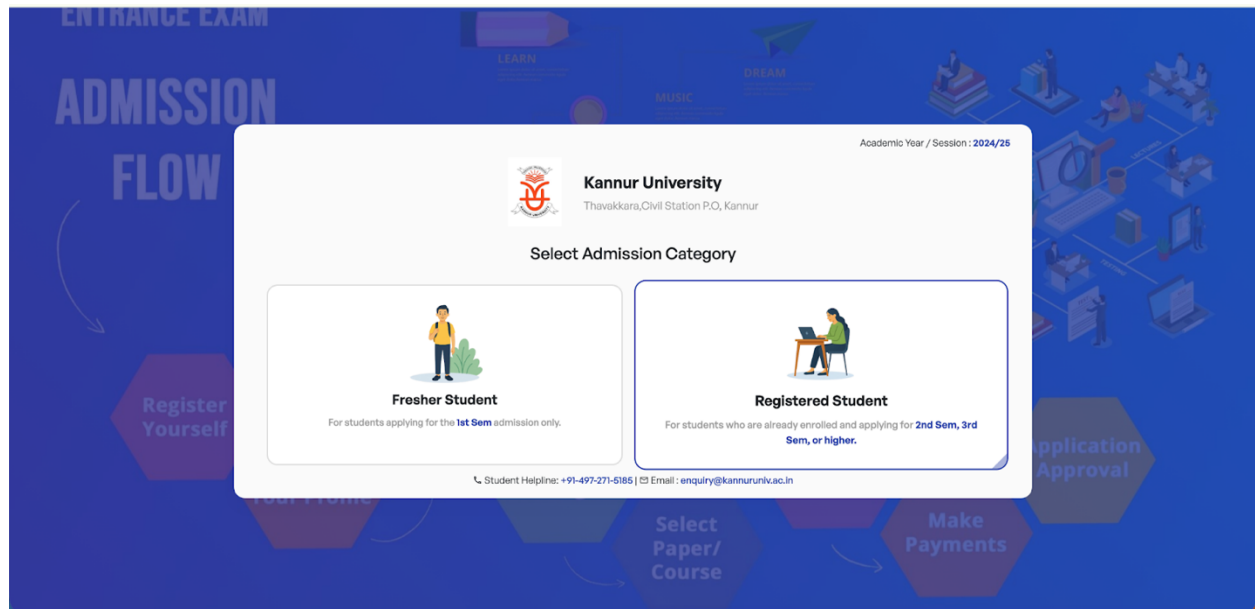 ENTRANCE EXAM
ADMISSION
FLOW
LEARN
MUSIC
DREAM
LECTURES
TESTING
Academic Year / Session : 2024/25
Kannur University
Thavakkara,Civil Station P.O, Kannur
Select Admission Category
Fresher Student
For students applying for the 1st Sem admission only.
Registered Student
For students who are already enrolled and applying for 2nd Sem, 3rd
Sem, or higher.
Student Helpline: +91-497-271-5185 | Email : enquiry@kannuruniv.ac.in
Register
Yourself
Your Profile
Select
Paper/
Course
Make
Payments
Application
Approval